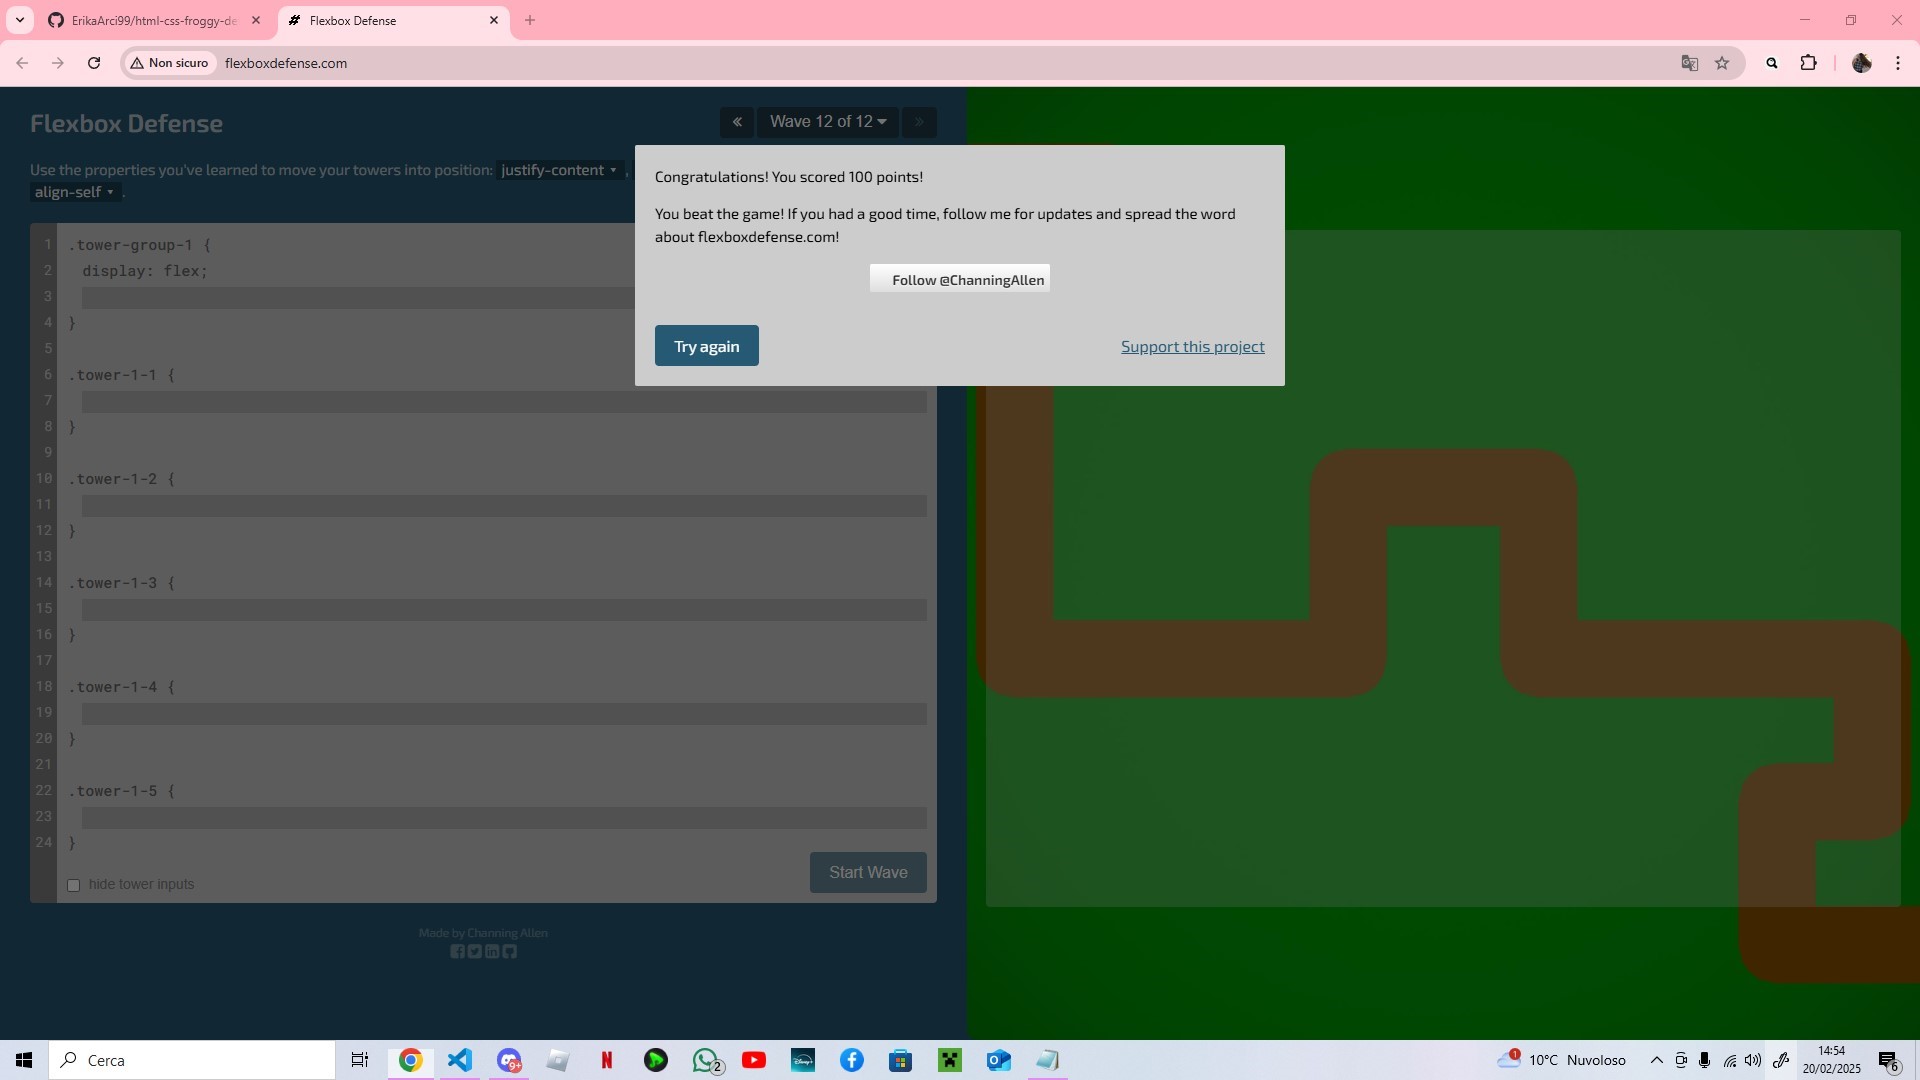 ErikaArci99/html-css-froggy-de
Flexbox Defense
Non sicuro
flexboxdefense.com
Flexbox Defense
« Wave 12 of 12 »
Use the properties you've learned to move your towers into position: justify-content ,
align-self .
Congratulations! You scored 100 points!
You beat the game! If you had a good time, follow me for updates and spread the word
about flexboxdefense.com!
Follow @ChanningAllen
Try again
Support this project
1 .tower-group-1 {
2 display: flex;
3
4 }
5
6 .tower-1-1 {
7
8 }
9
10 .tower-1-2 {
11
12 }
13
14 .tower-1-3 {
15
16 }
17
18 .tower-1-4 {
19
20 }
21
22 .tower-1-5 {
23
24 }
hide tower inputs
Start Wave
Made by Channing Allen
Cerca
9+
N
2
1
10°C Nuvoloso
14:54
20/02/2025
6